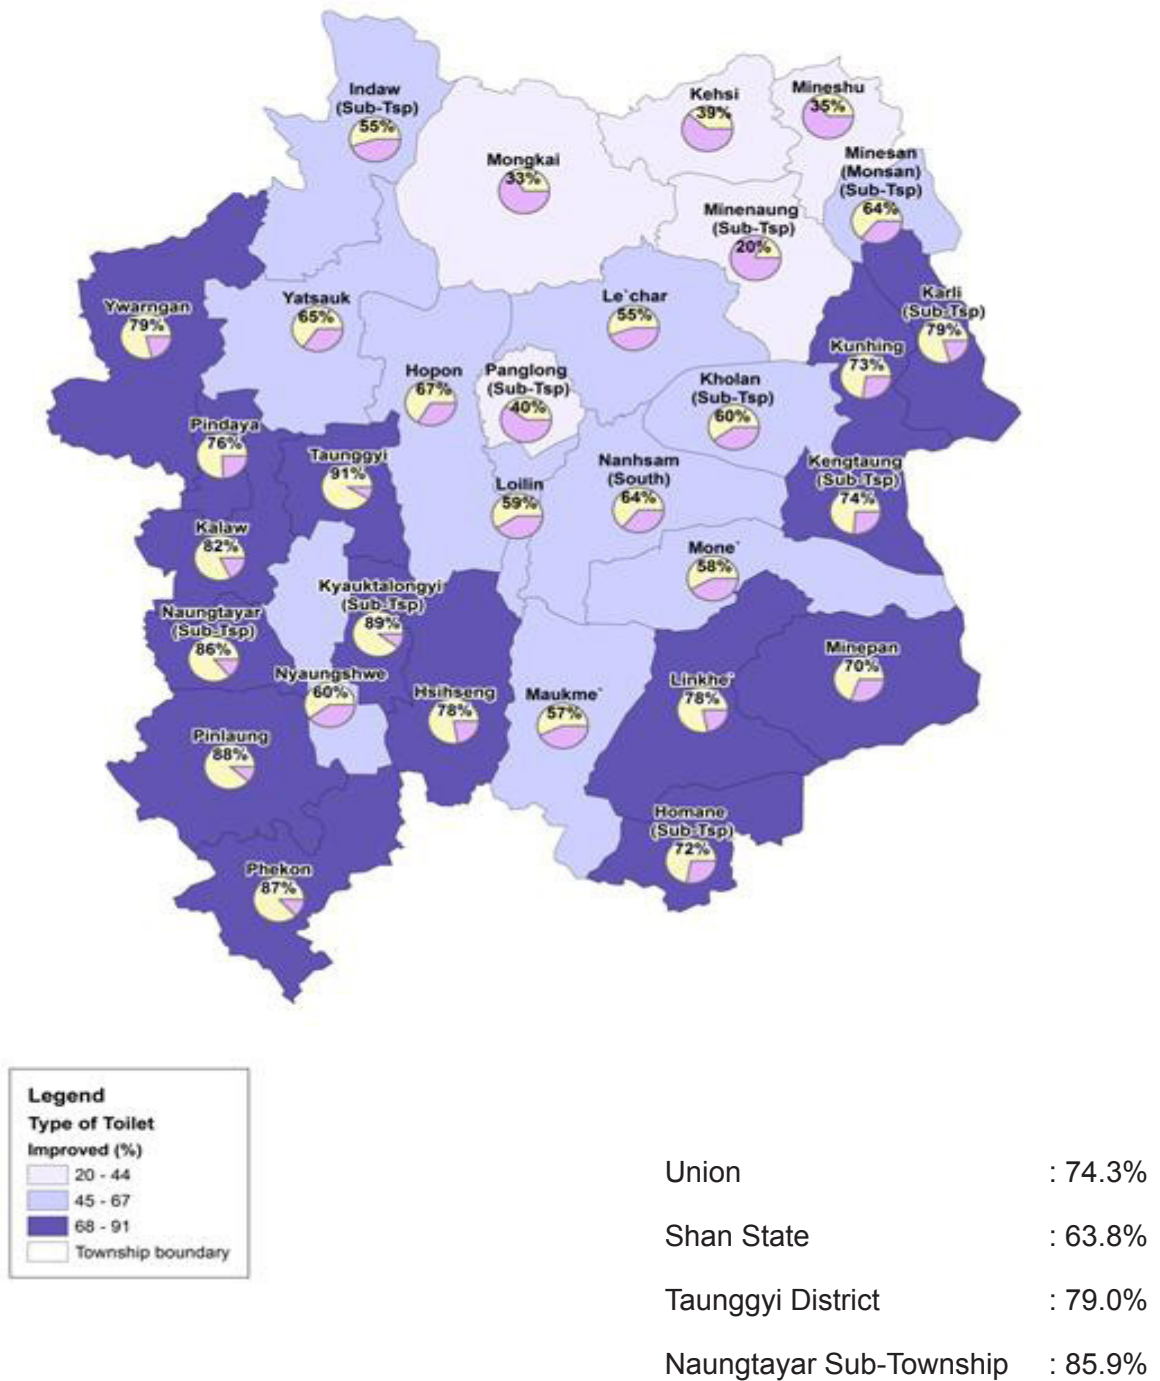 Indaw
(Sub-Tsp)
55%
Kehsi
39%
Mineshu
35%
Mongkai
33%
Minesan
(Monsan)
(Sub-Tsp)
64%
Minenaung
(Sub-Tsp)
20%
Ywarngan
79%
Yatsauk
65%
Le`char
55%
Karli
(Sub-Tsp)
79%
Kunhing
73%
Hopon
67%
Panglong
(Sub-Tsp)
40%
Kholan
(Sub-Tsp)
60%
Pindaya
76%
Taunggyi
91%
Loilin
59%
Nanhsam
(South)
64%
Kengtaung
(Sub-Tsp)
74%
Kalaw
82%
Mone`
58%
Kyauktalongyi
(Sub-Tsp)
89%
Naungtayar
(Sub-Tsp)
86%
Nyaungshwe
60%
Hsihseng
78%
Maukme`
57%
Linkhe`
78%
Minepan
70%
Pinlaung
88%
Homane
(Sub-Tsp)
72%
Phekon
87%
Legend
Type of Toilet
Improved (%)
20 - 44
45 - 67
68 - 91
Township boundary
Union : 74.3%
Shan State : 63.8%
Taunggyi District : 79.0%
Naungtayar Sub-Township : 85.9%